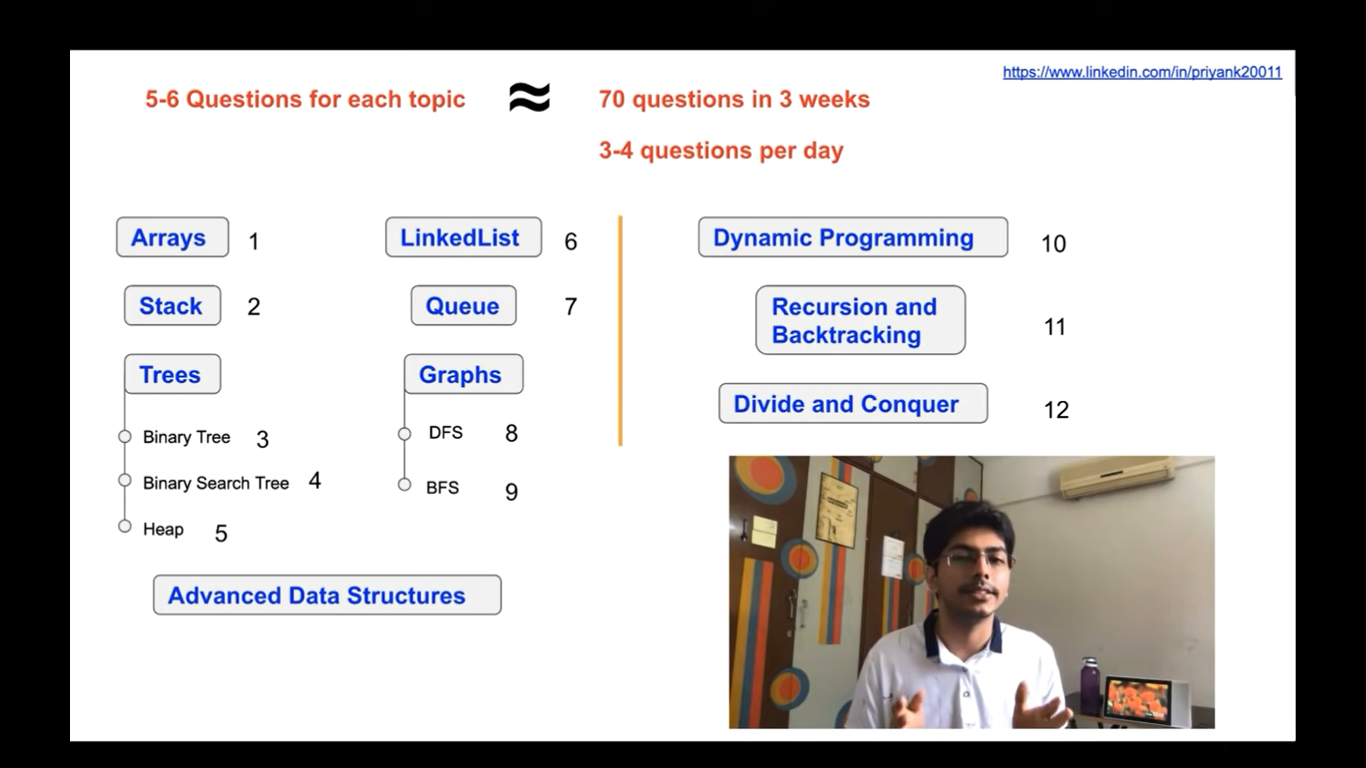 https://www.linkedin.com/in/priyank20011
5-6 Questions for each topic ≈ 70 questions in 3 weeks
3-4 questions per day
Arrays 1
Stack 2
Trees
Binary Tree 3
Binary Search Tree 4
Heap 5
LinkedList 6
Queue 7
Graphs
DFS 8
BFS 9
Advanced Data Structures
Dynamic Programming 10
Recursion and
Backtracking 11
Divide and Conquer 12